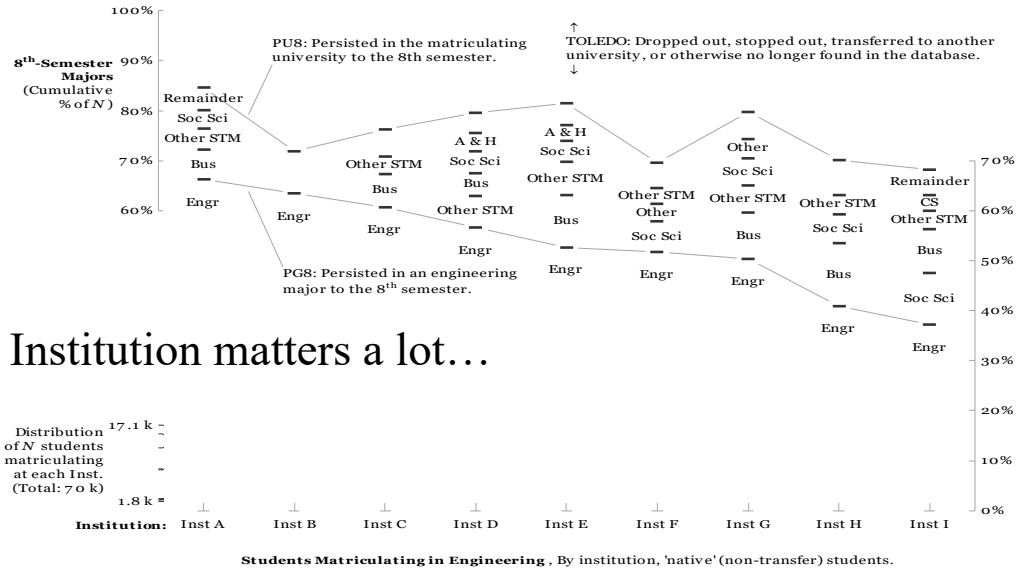 100%
↑
PU8: Persisted in the matriculating
university to the 8th semester.
TOLEDO: Dropped out, stopped out, transferred to another
university, or otherwise no longer found in the database.
↓
8th-Semester
Majors
(Cumulative
% of N)
90%
80%
70%
60%
Remainder
Soc Sci
Other STM
Bus
Engr
Engr
Other STM
Bus
Engr
A & H
Soc Sci
Bus
Other STM
Engr
A & H
Soc Sci
Other STM
Bus
Engr
Other STM
Other
Soc Sci
Engr
Other
Soc Sci
Other STM
Bus
Engr
Other STM
Soc Sci
Bus
Engr
Remainder
CS
Other STM
Bus
Soc Sci
Engr
70%
60%
50%
40%
30%
20%
10%
0%
PG8: Persisted in an engineering
major to the 8th semester.
Institution matters a lot…
Distribution
of N students
matriculating
at each Inst.
(Total: 70 k)
17.1 k
1.8 k
Institution: Inst A Inst B Inst C Inst D Inst E Inst F Inst G Inst H Inst I
Students Matriculating in Engineering , By institution, 'native' (non-transfer) students.